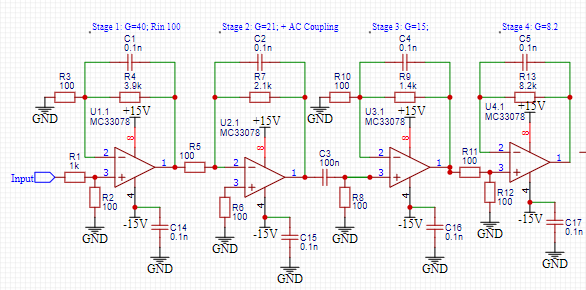 Stage 1: G=40; Rin 100
Stage 2: G=21; + AC Coupling
Stage 3: G=15;
Stage 4: G=8.2
C1
0.1n
C2
0.1n
C4
0.1n
C5
0.1n
R3
100
R4
3.9k
R7
2.1k
R10
100
R9
1.4k
R13
8.2k
GND
U1.1
MC33078
+15V
8
U2.1
MC33078
+15V
8
GND
U3.1
MC33078
+15V
8
U4.1
MC33078
+15V
8
Input
R1
1k
2
3
1
4
R5
100
2
3
1
4
C3
100n
2
3
1
4
R11
100
2
3
1
4
R2
100
-15V
C14
0.1n
R6
100
-15V
C15
0.1n
R8
100
-15V
C16
0.1n
R12
100
-15V
C17
0.1n
GND
GND
GND
GND
GND
GND
GND
GND